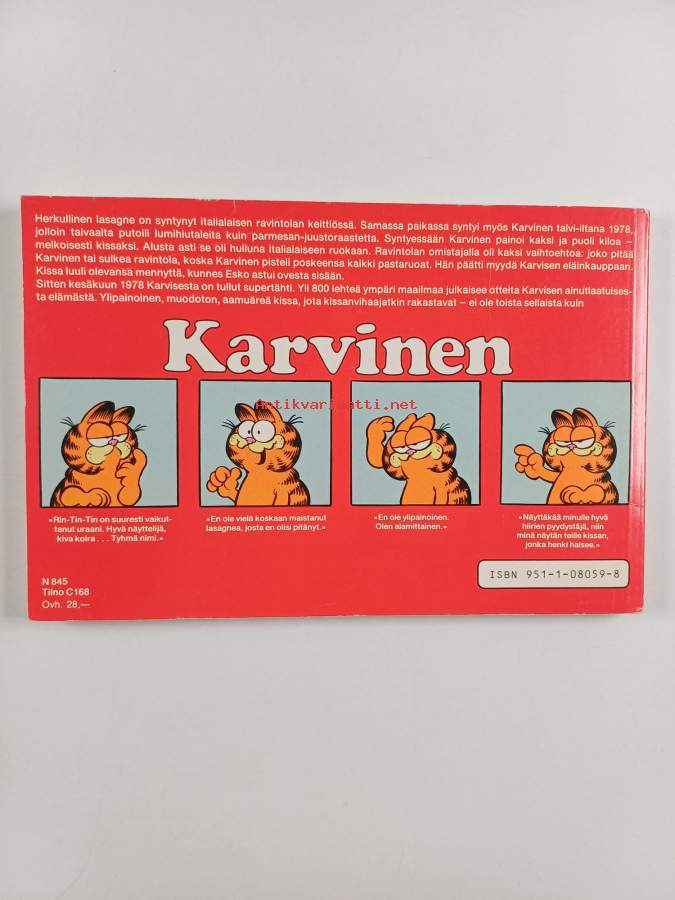 Herkullinen lasagne on syntynyt italialaisen ravintolan keittiössä. Samassa paikassa syntyi myös Karvinen talvi-iltana 1978,
jolloin taivaalta putoili lumihiutaleita kuin parmesan-juustoraastetta. Syntyessään Karvinen painoi kaksi ja puoli kiloa –
melkoisesti kissaksi. Alusta asti se oli hulluna italialaiseen ruokaan. Ravintolan omistajalla oli kaksi vaihtoehtoa: joko pitää
Karvinen tai sulkea ravintola, koska Karvinen pisteli poskeensa kaikki pastaruoat. Hän päätti myydä Karvisen eläinkauppaan.
Kissa luuli olevansa mennyttä, kunnes Esko astui ovesta sisään.
Sitten kesäkuun 1978 Karvisesta on tullut supertähti. Yli 800 lehteä ympäri maailmaa julkaisee otteita Karvisen ainutlaatuises-
ta elämästä. Ylipainoinen, muodoton, aamuäreä kissa, jota kissanvihaajatkin rakastavat – ei ole toista sellaista kuin
Karvinen
Antikvariaatti.net
»Rin-Tin-Tin on suuresti vaikut-
tanut uraani. Hyvä näyttelijä,
kiva koira . . . Tyhmä nimi.»
»En ole vielä koskaan maistanut
lasagnea, josta en olisi pitänyt.»
»En ole ylipainoinen.
Olen alamittainen.»
»Näyttäkää minulle hyvä
hiirien pyydystäjä, niin
minä näytän teille kissan,
jonka henki haisee.»
N 845
Tilno C168
Ovh. 28,—
ISBN 951-1-08059-8